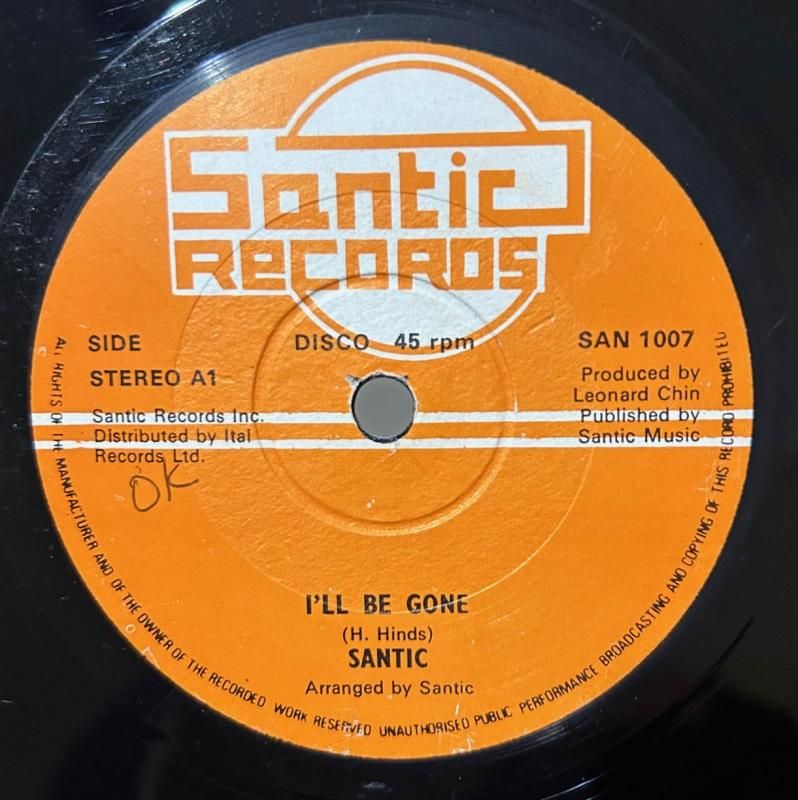 Santic
RECORDS
SIDE
DISCO 45 rpm
SAN 1007
STEREO A1
Produced by
Leonard Chin
Published by
Santic Music
Santic Records Inc.
Distributed by Ital
Records Ltd.
OK
I'LL BE GONE
(H. Hinds)
SANTIC
Arranged by Santic
ALL RIGHTS OF THE MANUFACTURER AND OF THE OWNER OF THE RECORDED WORK RESERVED UNAUTHORISED PUBLIC PERFORMANCE BROADCASTING AND COPYING OF THIS RECORD PROHIBITED